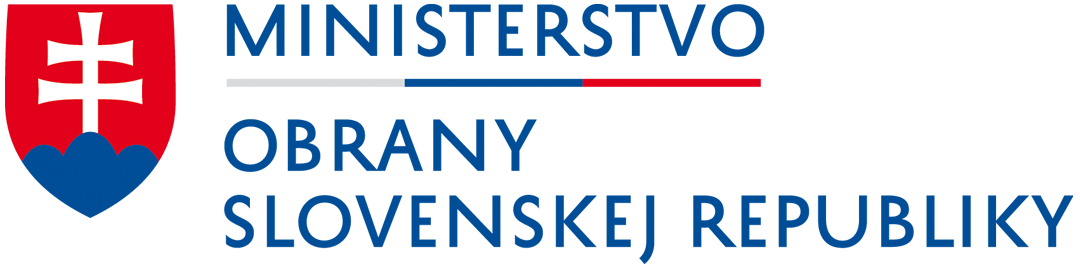 MINISTERSTVO
OBRANY
SLOVENSKEJ REPUBLIKY